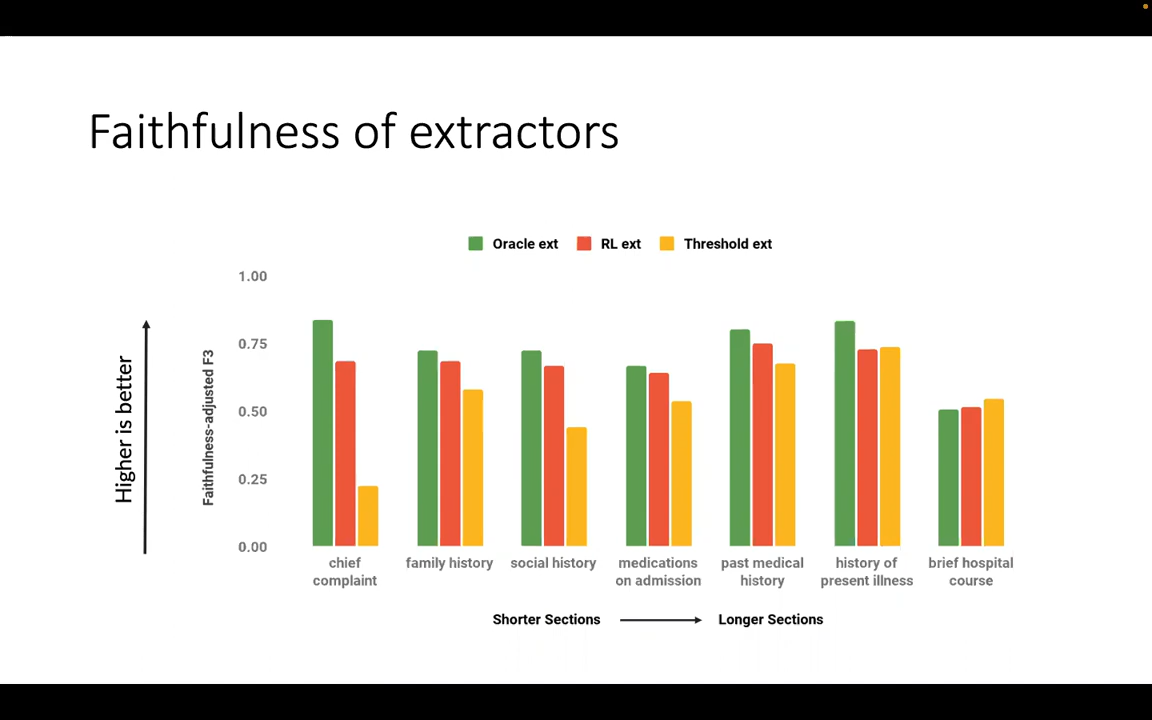 Faithfulness of extractors
Oracle ext RL ext Threshold ext
Higher is better
Faithfulness-adjusted F3
1.00
0.75
0.50
0.25
0.00
chief
complaint
family history
social history
medications
on admission
past medical
history
history of
present illness
brief hospital
course
Shorter Sections Longer Sections